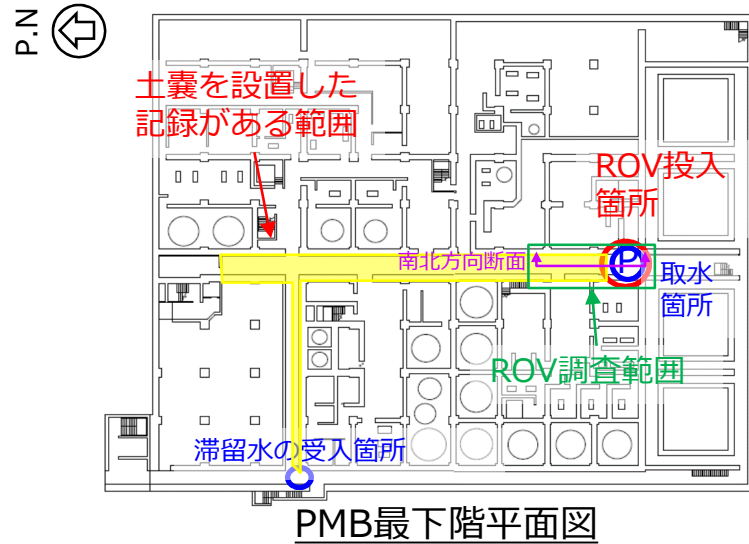 P.N
土嚢を設置した
記録がある範囲
ROV投入
箇所
南北方向断面
P
取水
箇所
ROV調査範囲
滞留水の受入箇所
PMB最下階平面図